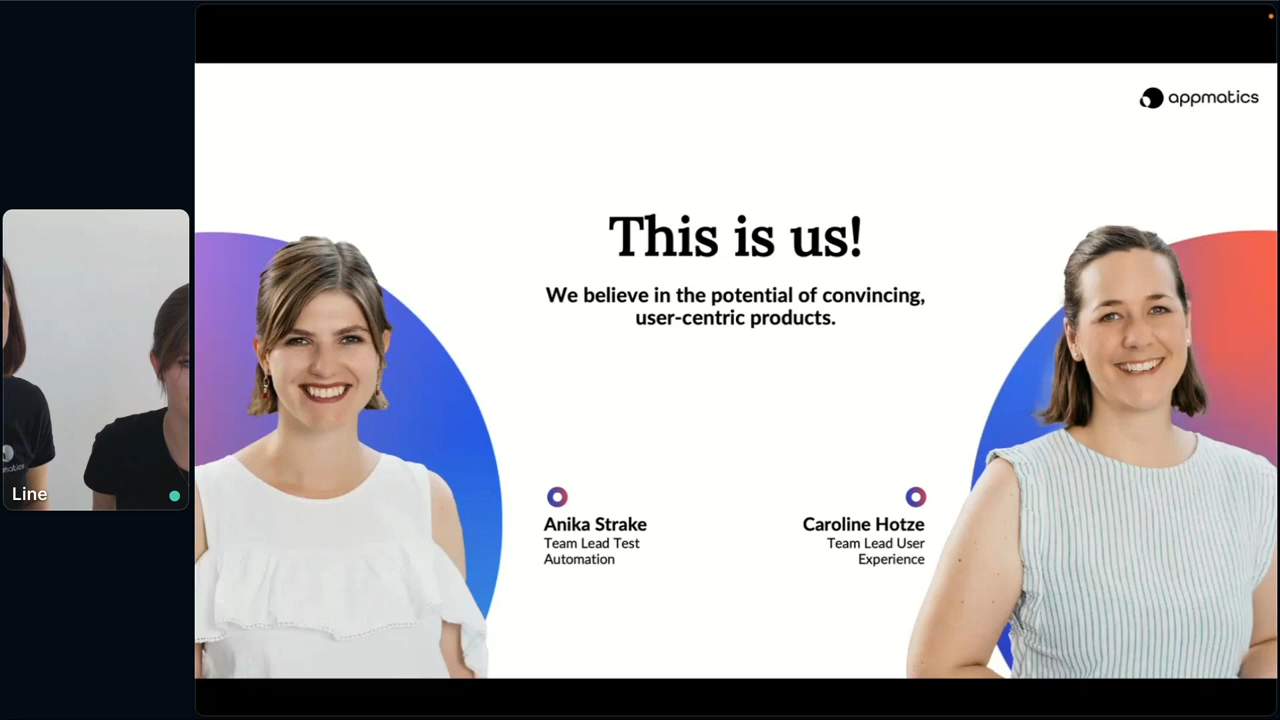 appmatics
This is us!
We believe in the potential of convincing,
user-centric products.
Anika Strake
Team Lead Test
Automation
Caroline Hotze
Team Lead User
Experience
matics
Line